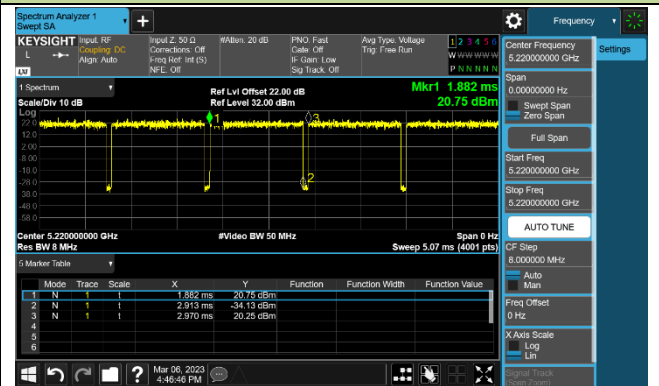 Spectrum Analyzer 1
Swept SA
Frequency
KEYSIGHT Input: RF Input Z: 50 Ω #Atten: 20 dB PNO: Fast Avg Type: Voltage 1 2 3 4 5 6
L Coupling: DC Corrections: Off Gate: Off Trig: Free Run W W W W W W
Align: Auto Freq Ref: Int (S) IF Gain: Low P N N N N N
NFE: Off Sig Track: Off
LXI
1 Spectrum Ref Lvl Offset 22.00 dB Mkr1 1.882 ms
Scale/Div 10 dB Ref Level 32.00 dBm 20.75 dBm
Log
22.0 1 3
12.0
2.00
-8.00
-18.0
-28.0 2
-38.0
-48.0
-58.0
Center 5.220000000 GHz #Video BW 50 MHz Span 0 Hz
Res BW 8 MHz Sweep 5.07 ms (4001 pts)
5 Marker Table
Mode Trace Scale X Y Function Function Width Function Value
1 N 1 t 1.882 ms 20.75 dBm
2 N 1 t 2.913 ms -34.13 dBm
3 N 1 t 2.970 ms 20.25 dBm
4
5
6
Mar 06, 2023
4:46:46 PM
Center Frequency
5.220000000 GHz
Settings
Span
0.00000000 Hz
Swept Span
Zero Span
Full Span
Start Freq
5.220000000 GHz
Stop Freq
5.220000000 GHz
AUTO TUNE
CF Step
8.000000 MHz
Auto
Man
Freq Offset
0 Hz
X Axis Scale
Log
Lin
Signal Track
(Span Zoom)